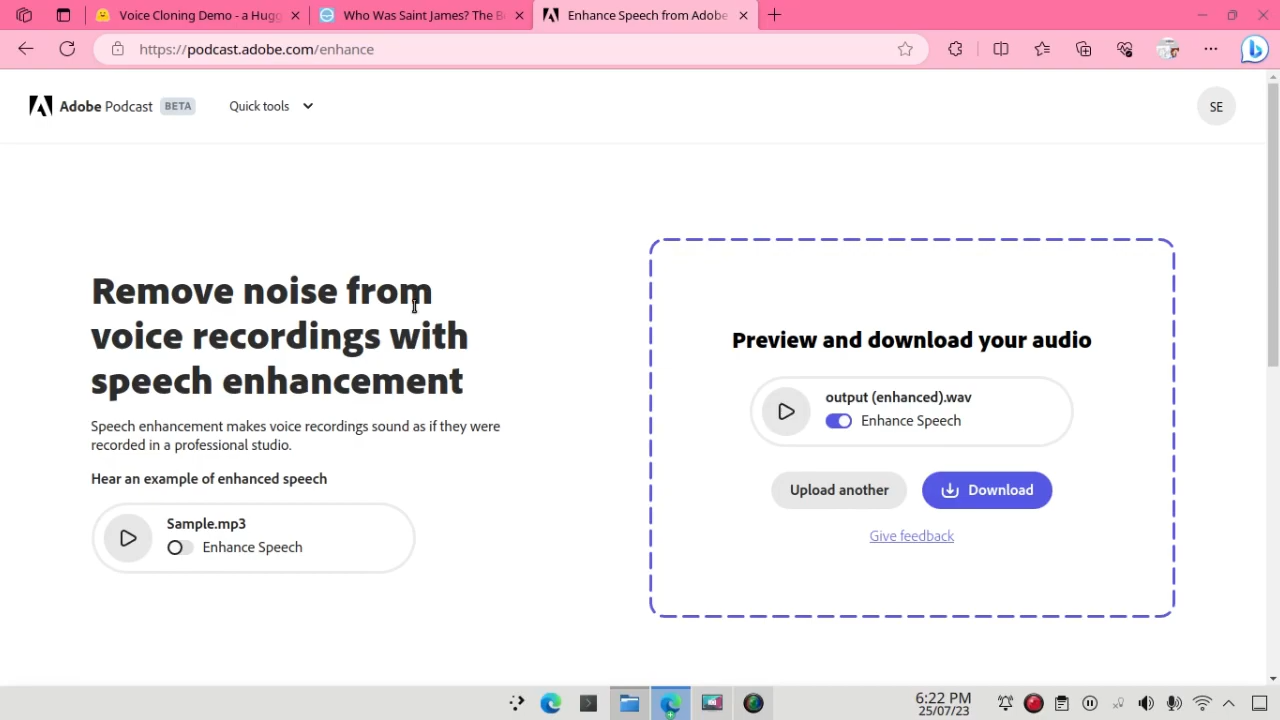 Voice Cloning Demo - a Hugg
Who Was Saint James? The Be
Enhance Speech from Adobe
https://podcast.adobe.com/enhance
Adobe Podcast BETA
Quick tools
SE
Remove noise from
voice recordings with
speech enhancement
Speech enhancement makes voice recordings sound as if they were
recorded in a professional studio.
Hear an example of enhanced speech
Sample.mp3
Enhance Speech
Preview and download your audio
output (enhanced).wav
Enhance Speech
Upload another
Download
Give feedback
6:22 PM
25/07/23